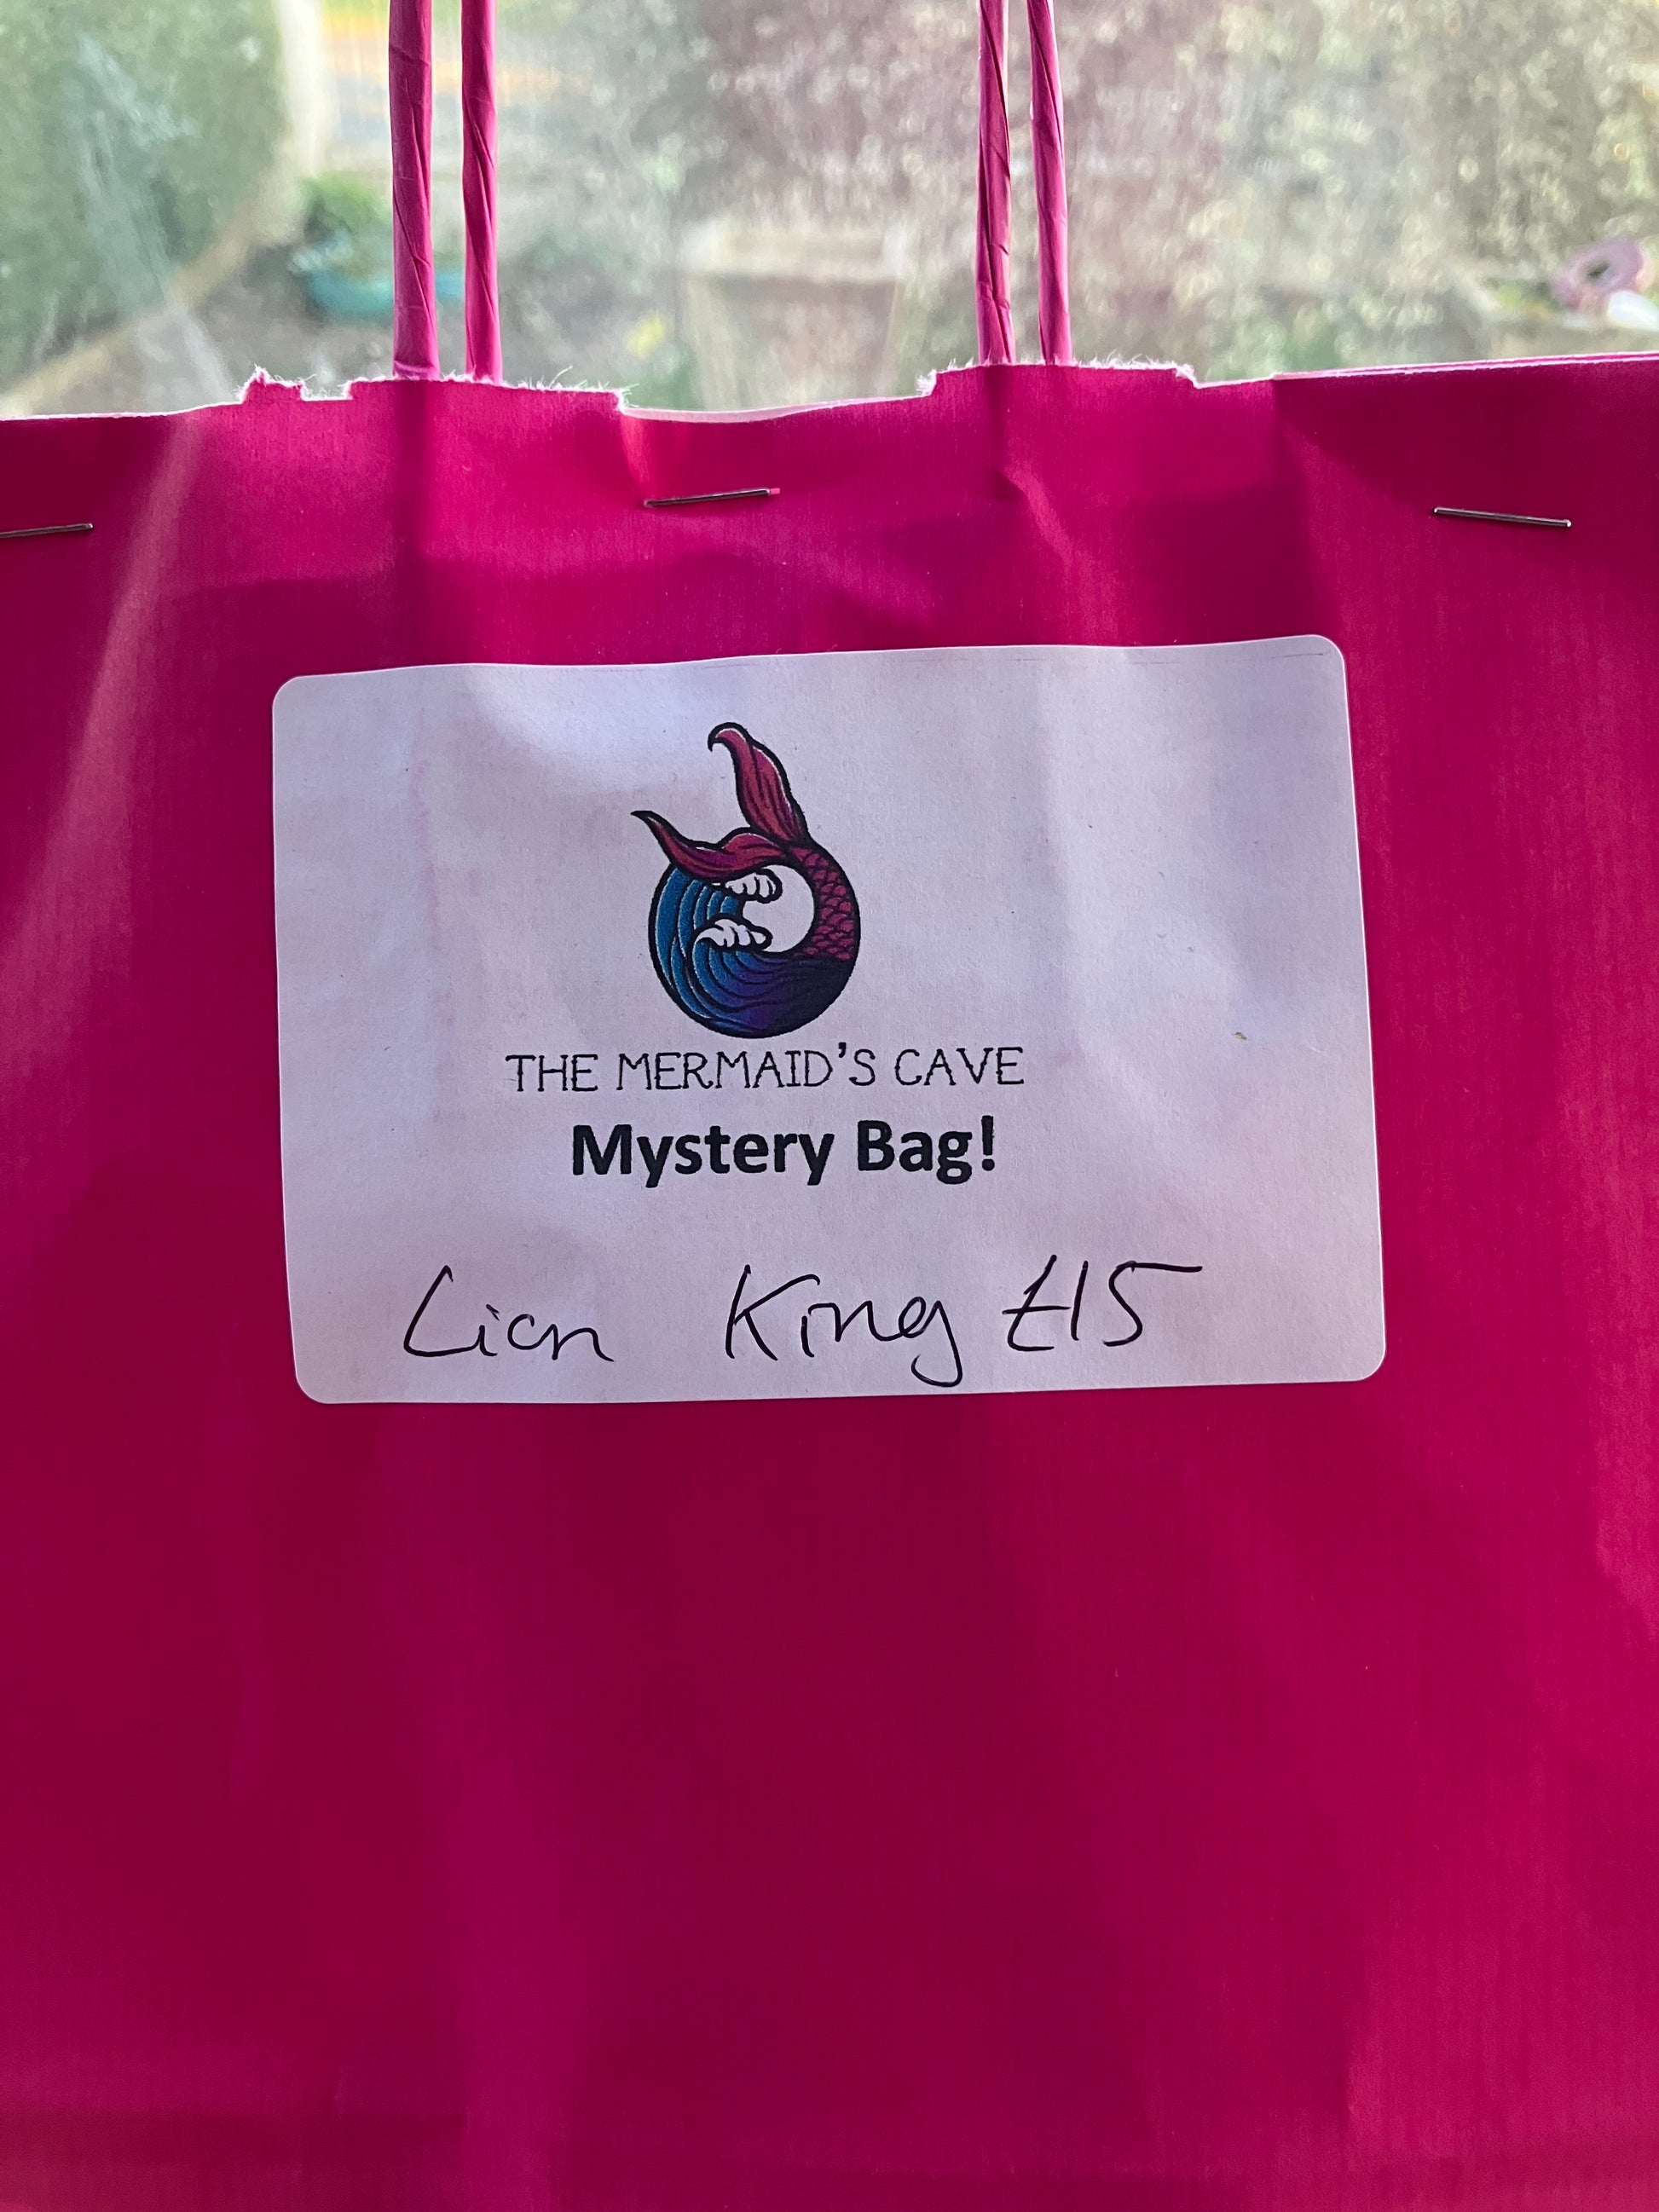 THE MERMAID'S CAVE
Mystery Bag!
Lion King £15